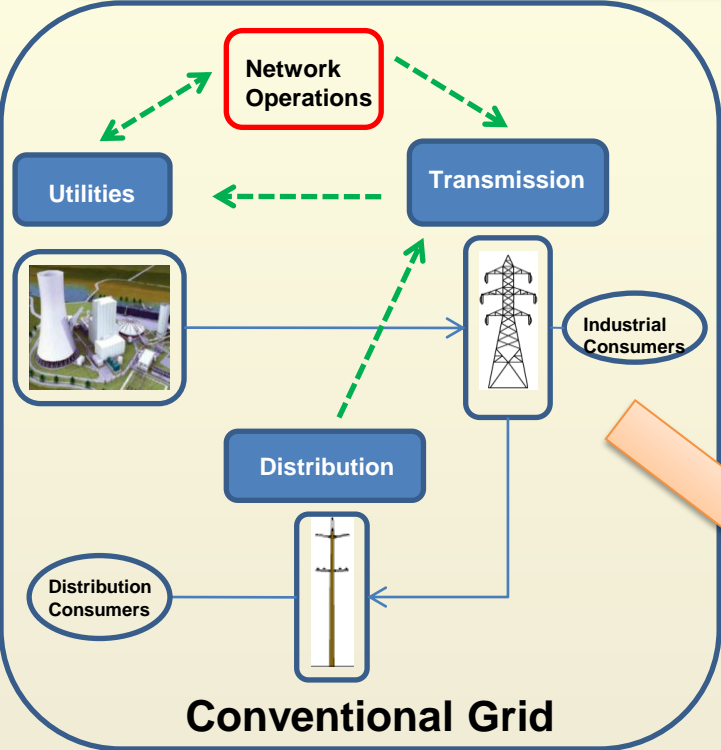 Network
Operations
Utilities
Transmission
Industrial
Consumers
Distribution
Distribution
Consumers
Conventional Grid